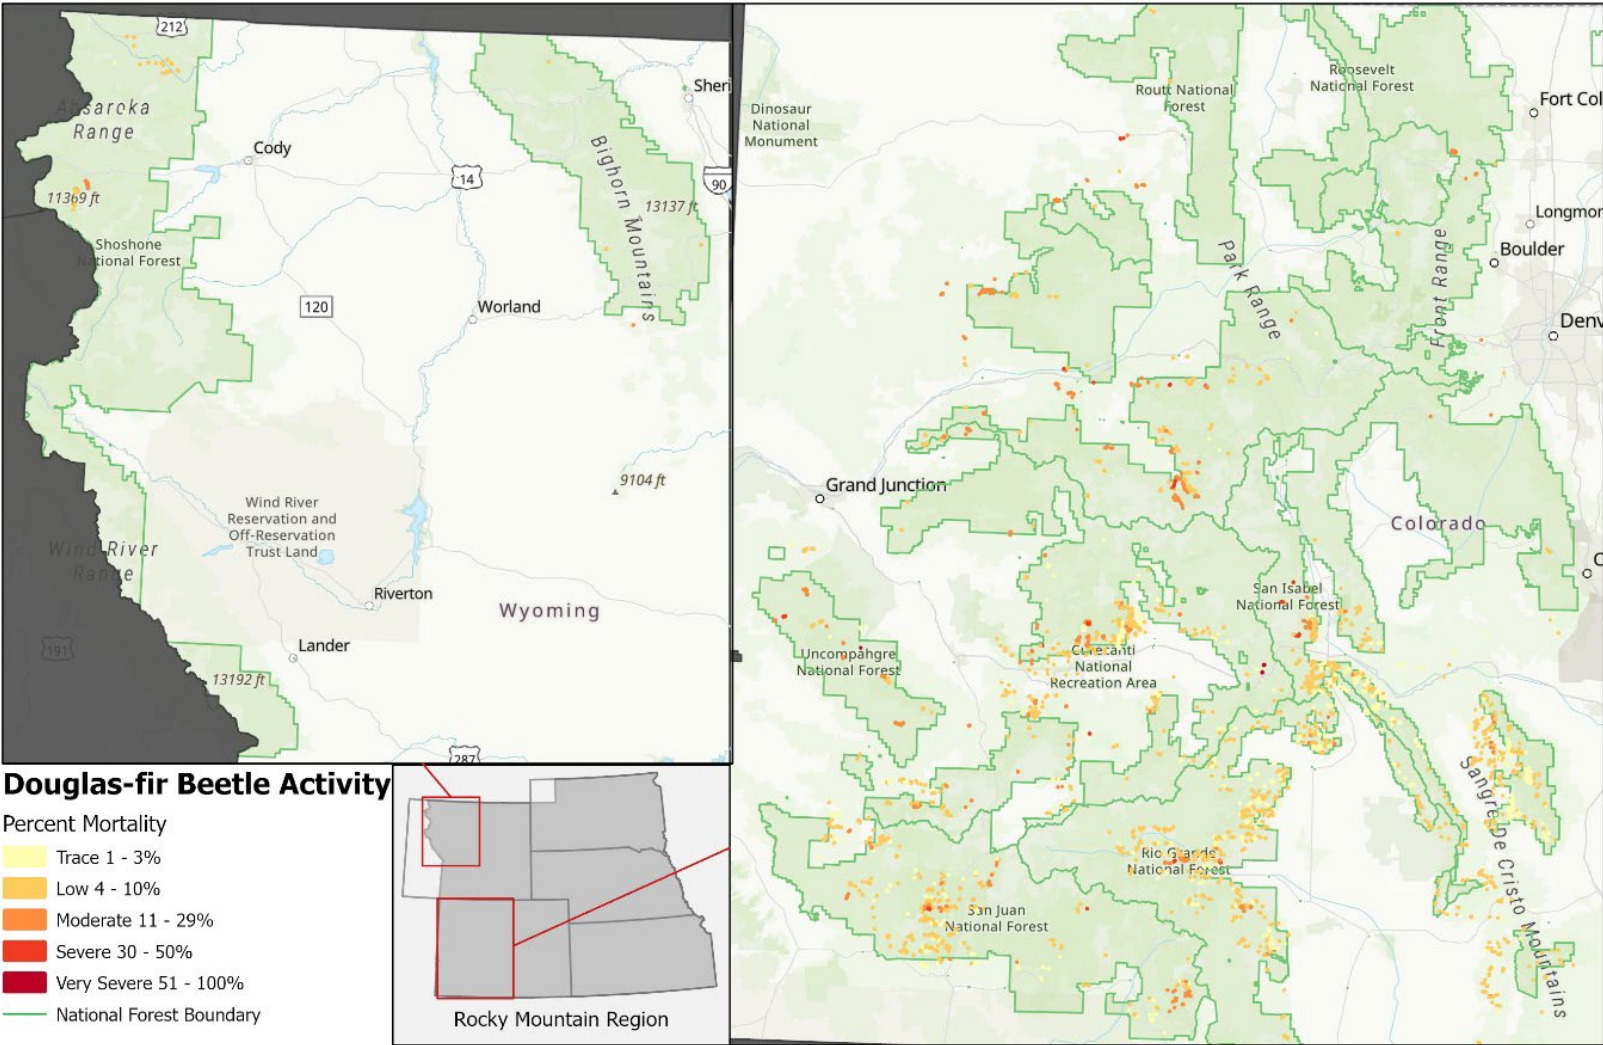 212
Absaroka
Range
Cody
14
Sheri
90
11369 ft
Bighorn Mountains
13137 ft
Shoshone
National Forest
120
Worland
9104 ft
Wind River
Reservation and
Off-Reservation
Trust Land
Wind River
Range
Riverton
Wyoming
191
Lander
13192 ft
287
Dinosaur
National
Monument
Routt National
Forest
Roosevelt
National Forest
Fort Col
Longmor
Boulder
Park Range
Front Range
Denv
Grand Junction
Colorado
C
San Isabel
National Forest
Uncompahgre
National Forest
Curecanti
National
Recreation Area
Sangre De Cristo Mountains
Rio Grande
National Forest
San Juan
National Forest
Douglas-fir Beetle Activity
Percent Mortality
Trace 1 - 3%
Low 4 - 10%
Moderate 11 - 29%
Severe 30 - 50%
Very Severe 51 - 100%
National Forest Boundary
Rocky Mountain Region